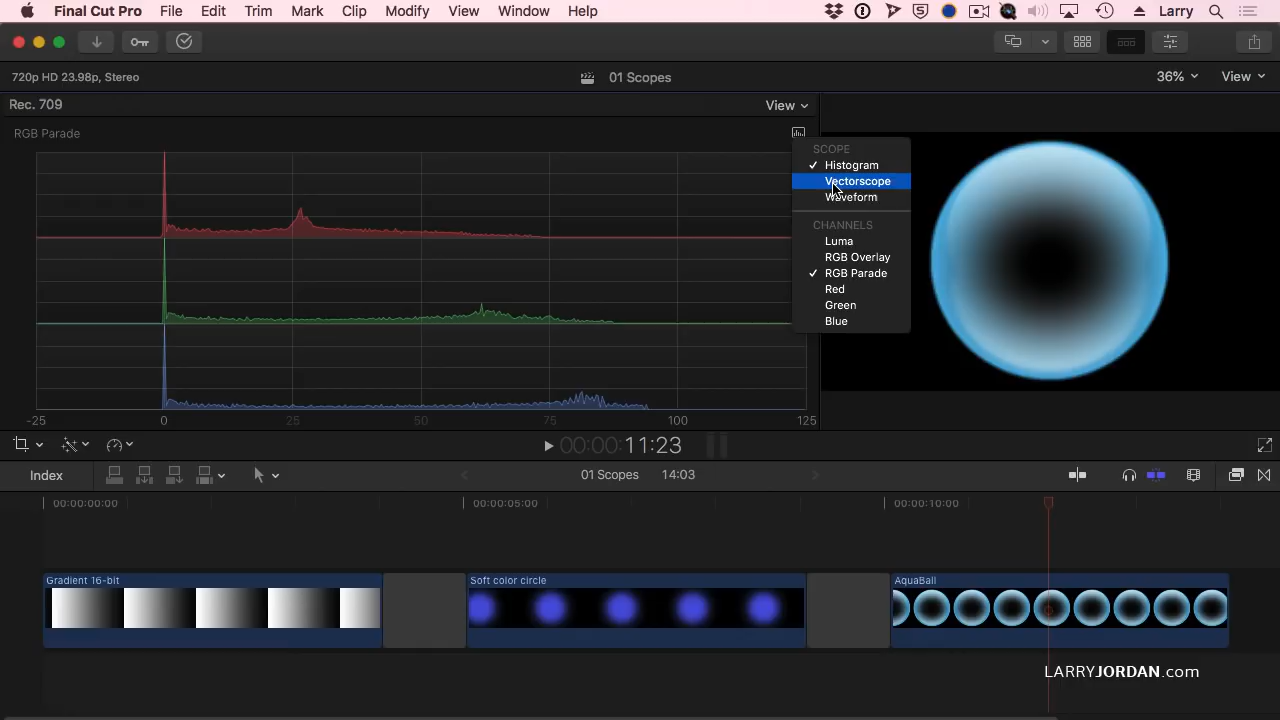 Final Cut Pro File Edit Trim Mark Clip Modify View Window Help Larry
720p HD 23.98p, Stereo 01 Scopes 36% View
Rec. 709 View
RGB Parade
SCOPE
✓ Histogram
Vectorscope
Waveform
CHANNELS
Luma
RGB Overlay
✓ RGB Parade
Red
Green
Blue
-25 0 25 50 75 100 125
00:00:11:23
Index 01 Scopes 14:03
00:00:00:00 00:00:05:00 00:00:10:00
Gradient 16-bit Soft color circle AquaBall
LARRYJORDAN.com